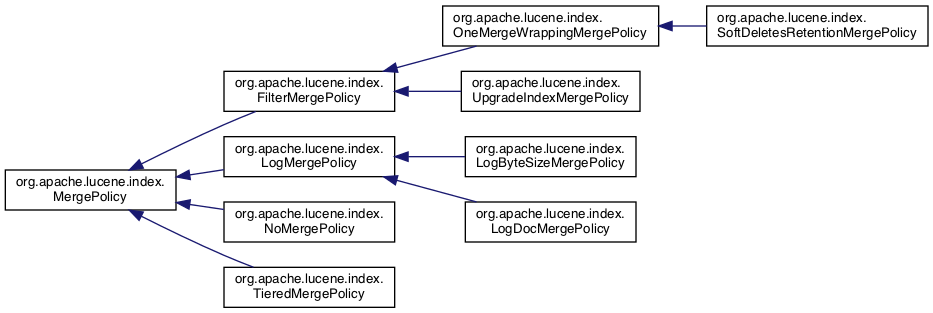 org.apache.lucene.index.
OneMergeWrappingMergePolicy
org.apache.lucene.index.
SoftDeletesRetentionMergePolicy
org.apache.lucene.index.
FilterMergePolicy
org.apache.lucene.index.
UpgradeIndexMergePolicy
org.apache.lucene.index.
LogMergePolicy
org.apache.lucene.index.
LogByteSizeMergePolicy
org.apache.lucene.index.
MergePolicy
org.apache.lucene.index.
NoMergePolicy
org.apache.lucene.index.
LogDocMergePolicy
org.apache.lucene.index.
TieredMergePolicy